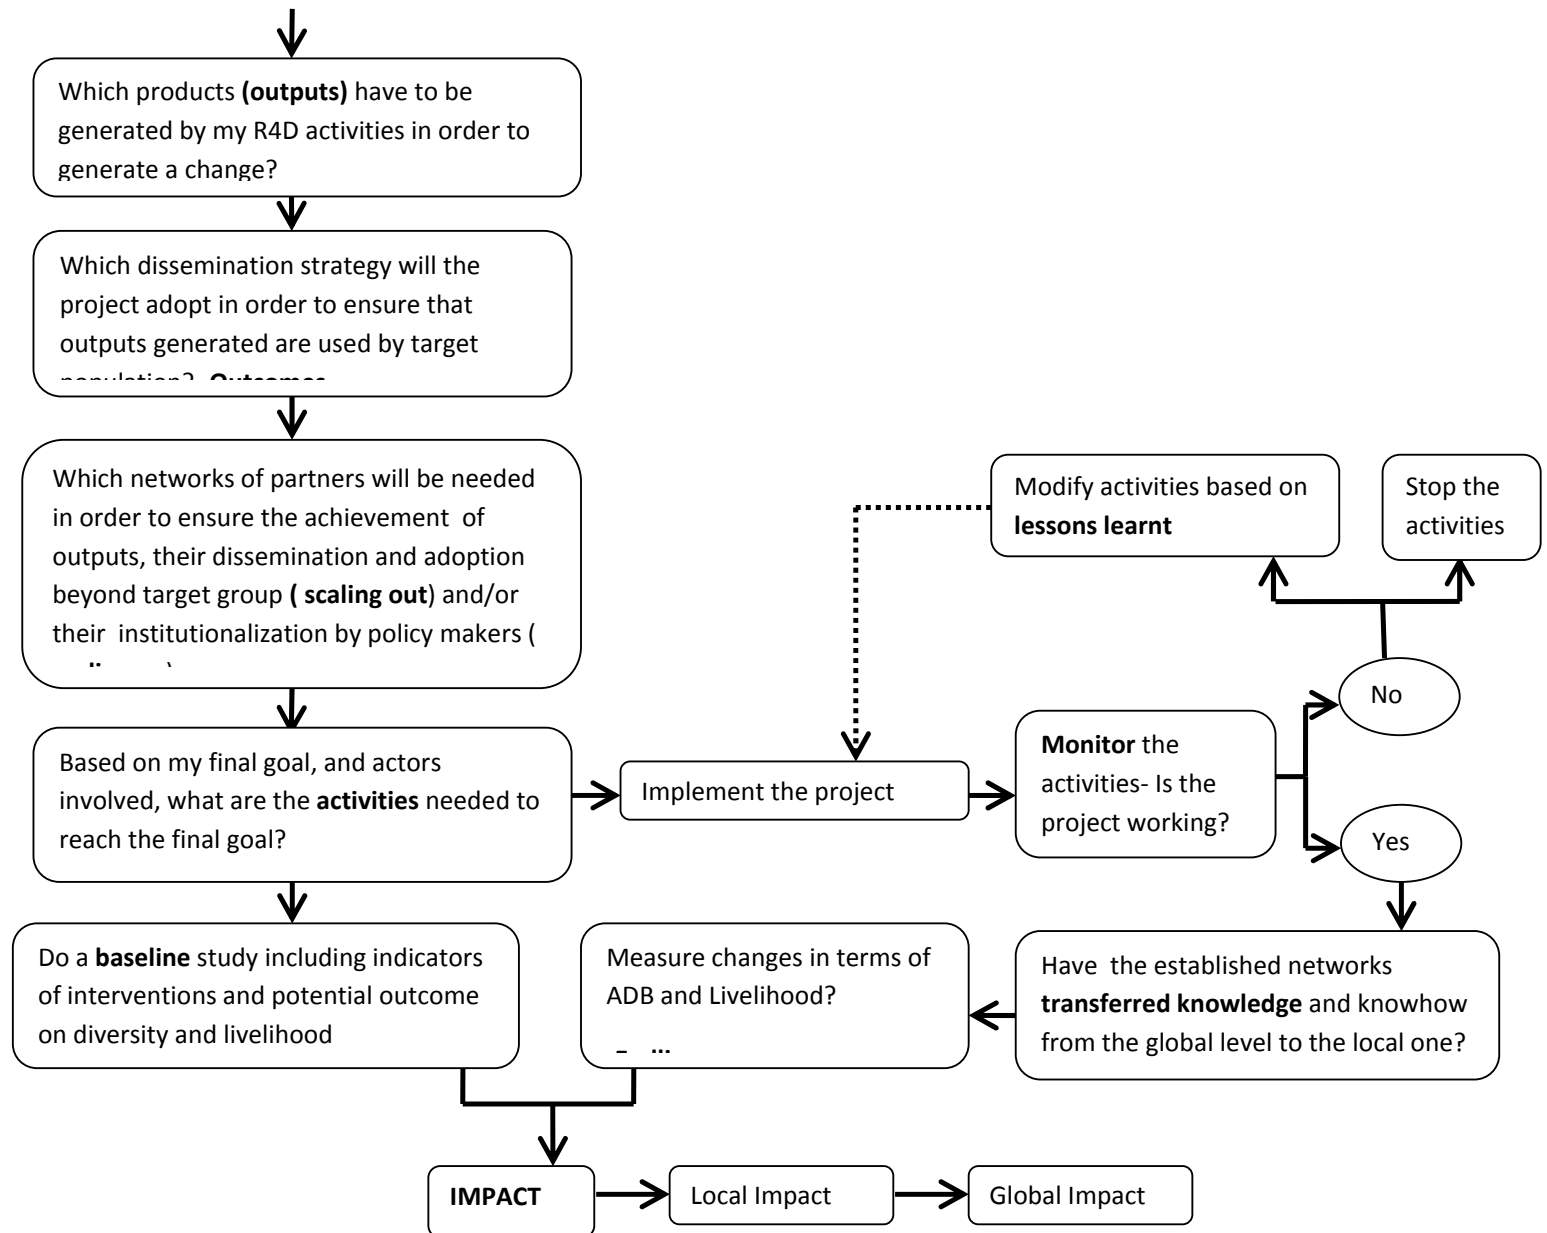 Which products (outputs) have to be
generated by my R4D activities in order to
generate a change?
Which dissemination strategy will the
project adopt in order to ensure that
outputs generated are used by target
population? Outcomes
Which networks of partners will be needed
in order to ensure the achievement of
outputs, their dissemination and adoption
beyond target group ( scaling out) and/or
their institutionalization by policy makers (
Modify activities based on
lessons learnt
Stop the
activities
No
Based on my final goal, and actors
involved, what are the activities needed to
reach the final goal?
Implement the project
Monitor the
activities- Is the
project working?
Yes
Do a baseline study including indicators
of interventions and potential outcome
on diversity and livelihood
Measure changes in terms of
ADB and Livelihood?
Have the established networks
transferred knowledge and knowhow
from the global level to the local one?
IMPACT
Local Impact
Global Impact